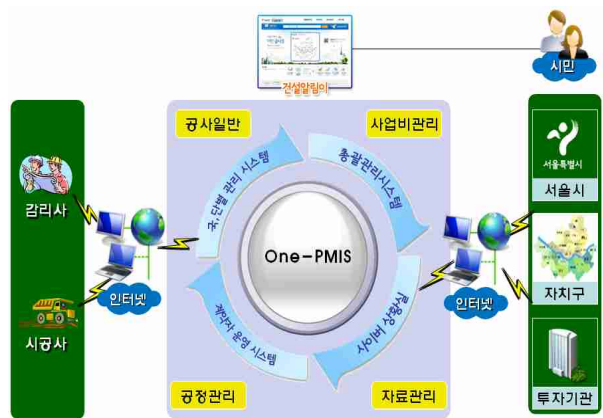 건설알림이
시민
공사일반
사업비관리
국,단별 관리 시스템
총괄관리시스템
One-PMIS
계약자 운영 시스템
사이버 상황실
공정관리
자료관리
감리사
인터넷
시공사
인터넷
서울특별시
서울시
자치구
투자기관